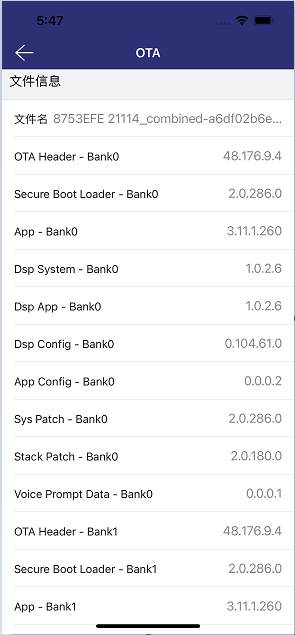 5:47
OTA
文件信息
文件名 8753EFE 21114_combined-a6df02b6e...
OTA Header - Bank0 48.176.9.4
Secure Boot Loader - Bank0 2.0.286.0
App - Bank0 3.11.1.260
Dsp System - Bank0 1.0.2.6
Dsp App - Bank0 1.0.2.6
Dsp Config - Bank0 0.104.61.0
App Config - Bank0 0.0.0.2
Sys Patch - Bank0 2.0.286.0
Stack Patch - Bank0 2.0.180.0
Voice Prompt Data - Bank0 0.0.0.1
OTA Header - Bank1 48.176.9.4
Secure Boot Loader - Bank1 2.0.286.0
App - Bank1 3.11.1.260